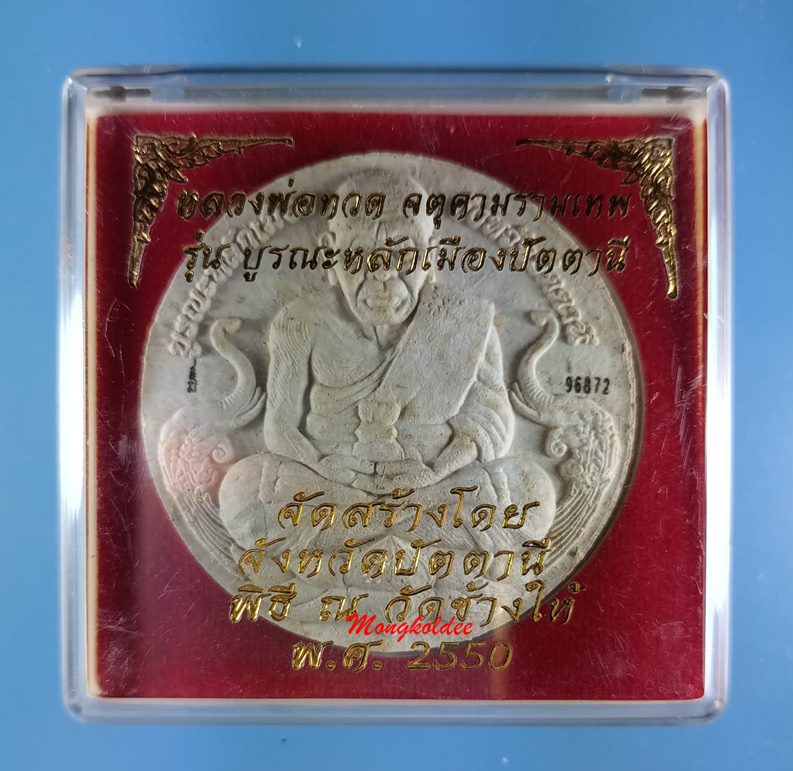 หลวงพ่อทวด จตุคามรามเทพ
รุ่น บูรณะหลักเมืองปัตตานี
96872
จัดสร้างโดย
จังหวัดปัตตานี
พิธี ณ วัดช้างให้
Mongkoldee
พ.ศ. 2550